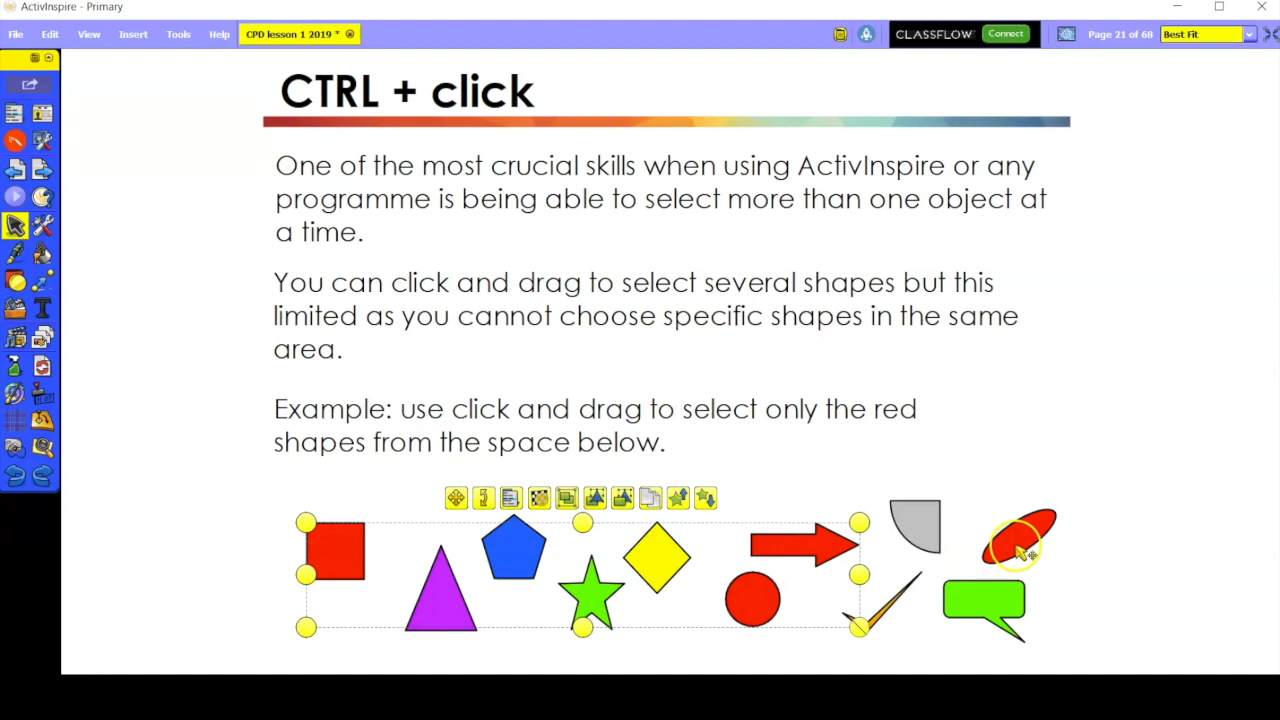 ActivInspire - Primary
File Edit View Insert Tools Help CPD lesson 1 2019 * CLASSFLOW Connect Page 21 of 68 Best Fit
CTRL + click
One of the most crucial skills when using ActivInspire or any
programme is being able to select more than one object at
a time.
You can click and drag to select several shapes but this
limited as you cannot choose specific shapes in the same
area.
Example: use click and drag to select only the red
shapes from the space below.